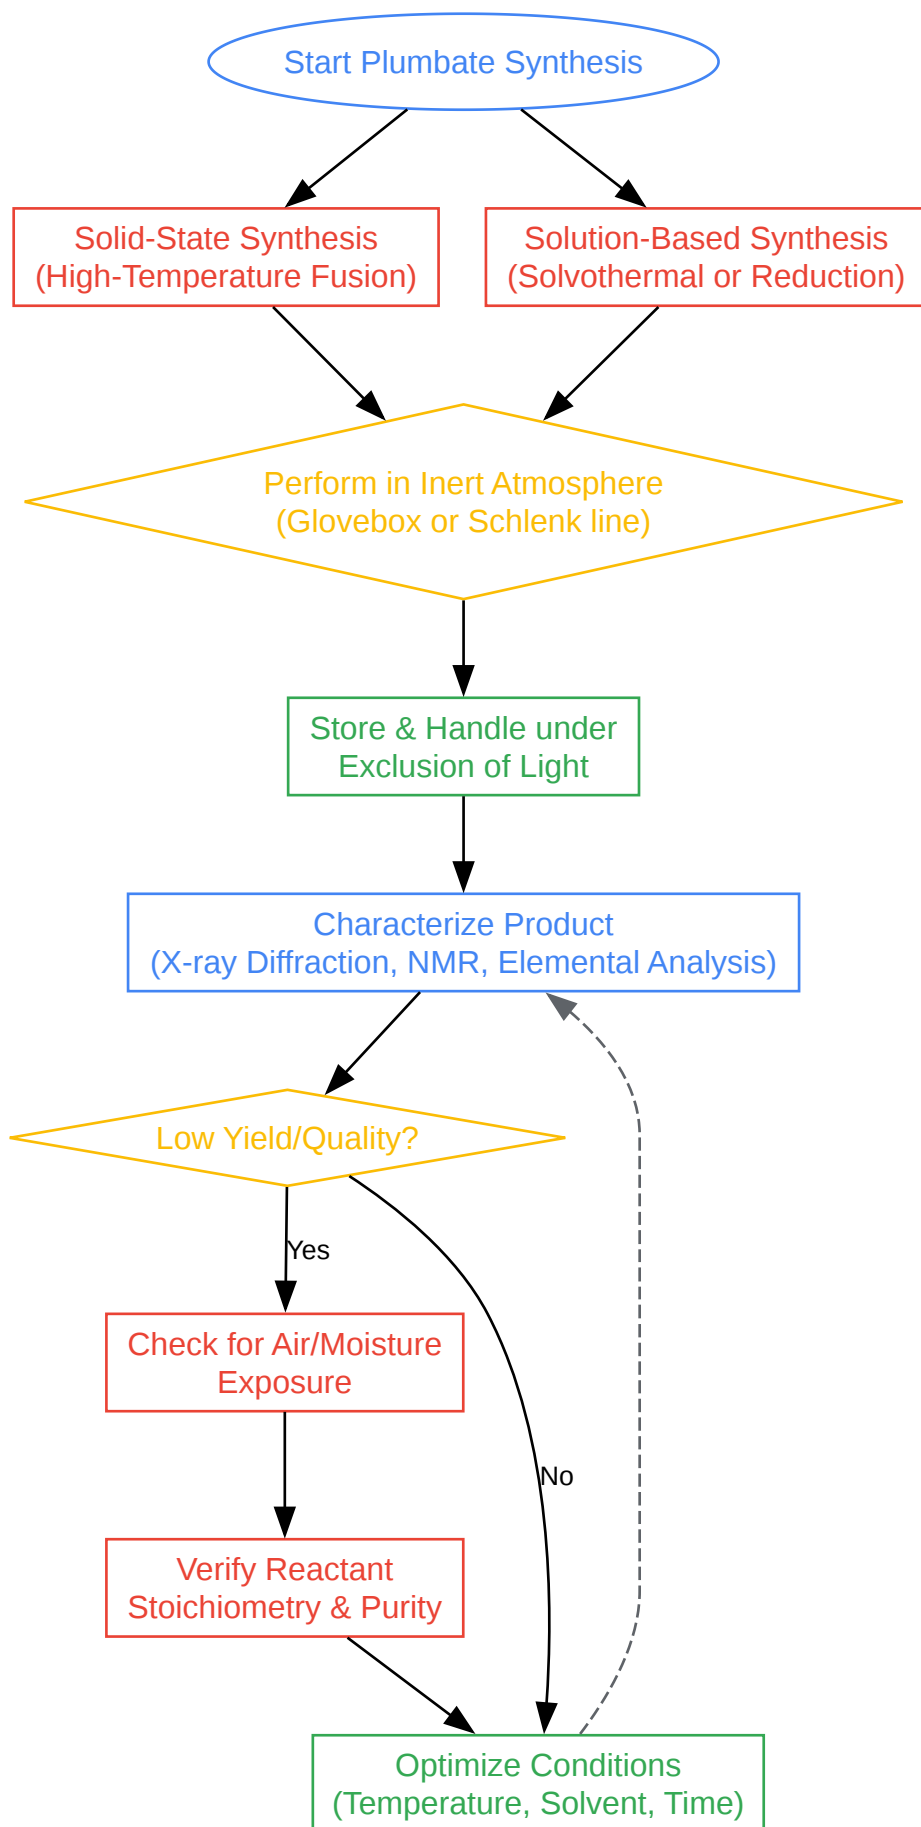 Start Plumbate Synthesis
Solid-State Synthesis
(High-Temperature Fusion)
Solution-Based Synthesis
(Solvothermal or Reduction)
Perform in Inert Atmosphere
(Glovebox or Schlenk line)
Store & Handle under
Exclusion of Light
Characterize Product
(X-ray Diffraction, NMR, Elemental Analysis)
Low Yield/Quality?
Yes
Check for Air/Moisture
Exposure
No
Verify Reactant
Stoichiometry & Purity
Optimize Conditions
(Temperature, Solvent, Time)